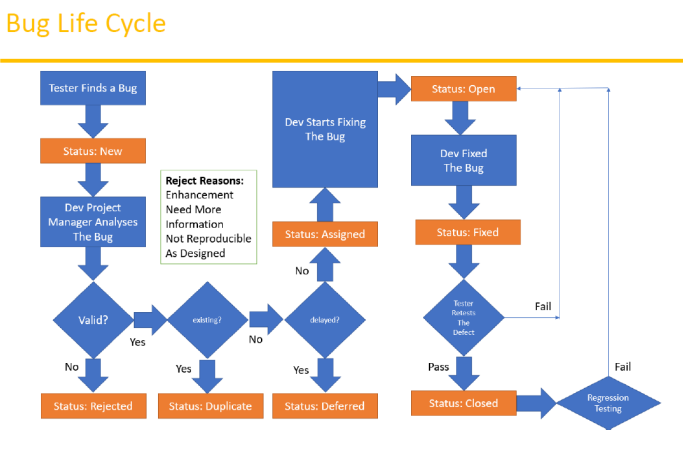 Bug Life Cycle
Tester Finds a Bug
Status: New
Dev Project
Manager Analyses
The Bug
Valid?
Yes
No
Status: Rejected
existing?
Yes
No
Status: Duplicate
delayed?
Yes
No
Status: Deferred
Reject Reasons:
Enhancement
Need More
Information
Not Reproducible
As Designed
Status: Assigned
Dev Starts Fixing
The Bug
Status: Open
Dev Fixed
The Bug
Status: Fixed
Tester
Retests
The
Defect
Fail
Pass
Status: Closed
Regression
Testing
Fail